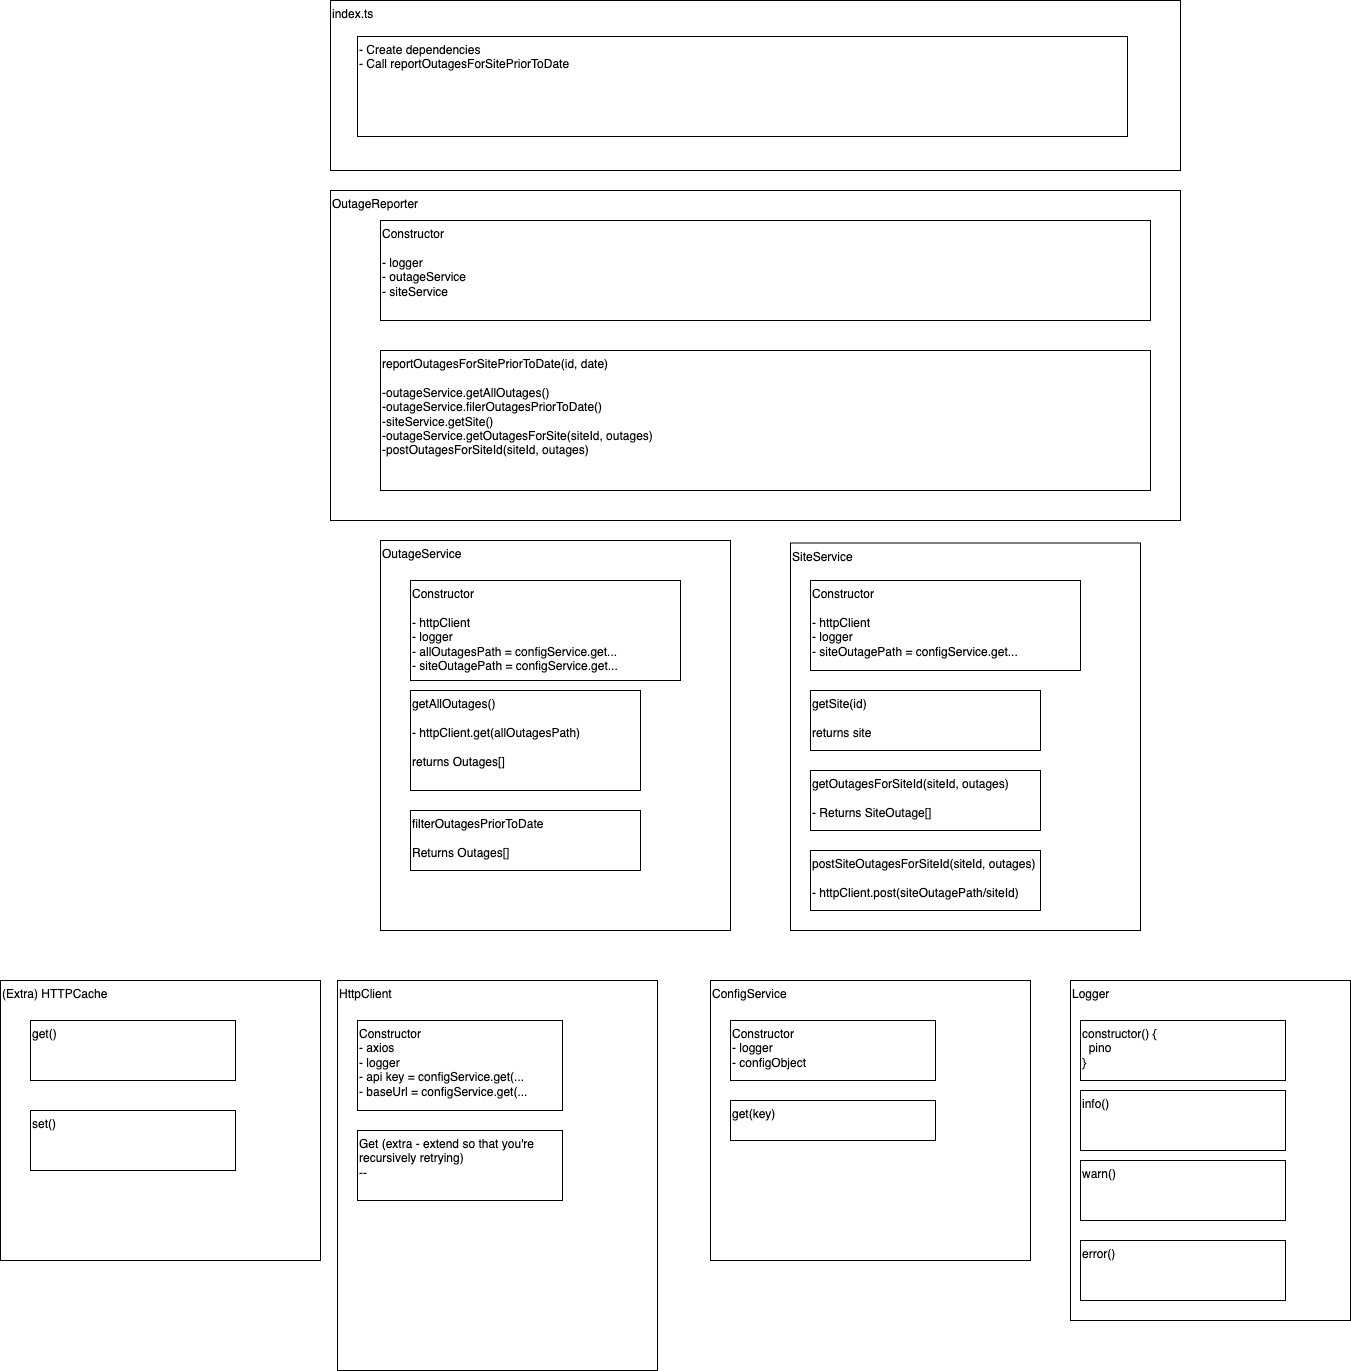 index.ts
- Create dependencies
- Call reportOutagesForSitePriorToDate
OutageReporter
Constructor
- logger
- outageService
- siteService
reportOutagesForSitePriorToDate(id, date)
-outageService.getAllOutages()
-outageService.filerOutagesPriorToDate()
-siteService.getSite()
-outageService.getOutagesForSite(siteId, outages)
-postOutagesForSiteId(siteId, outages)
OutageService
Constructor
- httpClient
- logger
- allOutagesPath = configService.get...
- siteOutagePath = configService.get...
getAllOutages()
- httpClient.get(allOutagesPath)
returns Outages[]
filterOutagesPriorToDate
Returns Outages[]
SiteService
Constructor
- httpClient
- logger
- siteOutagePath = configService.get...
getSite(id)
returns site
getOutagesForSiteId(siteId, outages)
- Returns SiteOutage[]
postSiteOutagesForSiteId(siteId, outages)
- httpClient.post(siteOutagePath/siteId)
(Extra) HTTPCache
get()
set()
HttpClient
Constructor
- axios
- logger
- api key = configService.get(...
- baseUrl = configService.get(...
Get (extra - extend so that you're
recursively retrying)
--
ConfigService
Constructor
- logger
- configObject
get(key)
Logger
constructor() {
pino
}
info()
warn()
error()